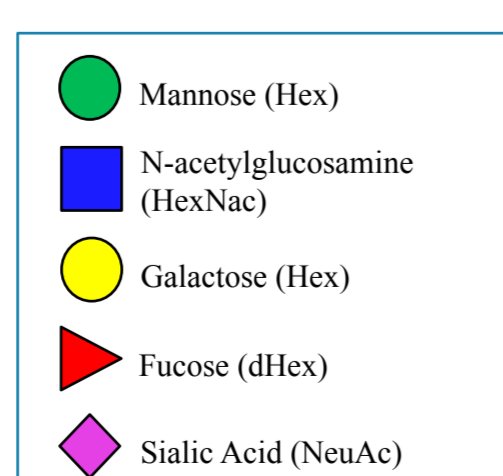 Mannose (Hex)
N-acetylglucosamine
(HexNac)
Galactose (Hex)
Fucose (dHex)
Sialic Acid (NeuAc)